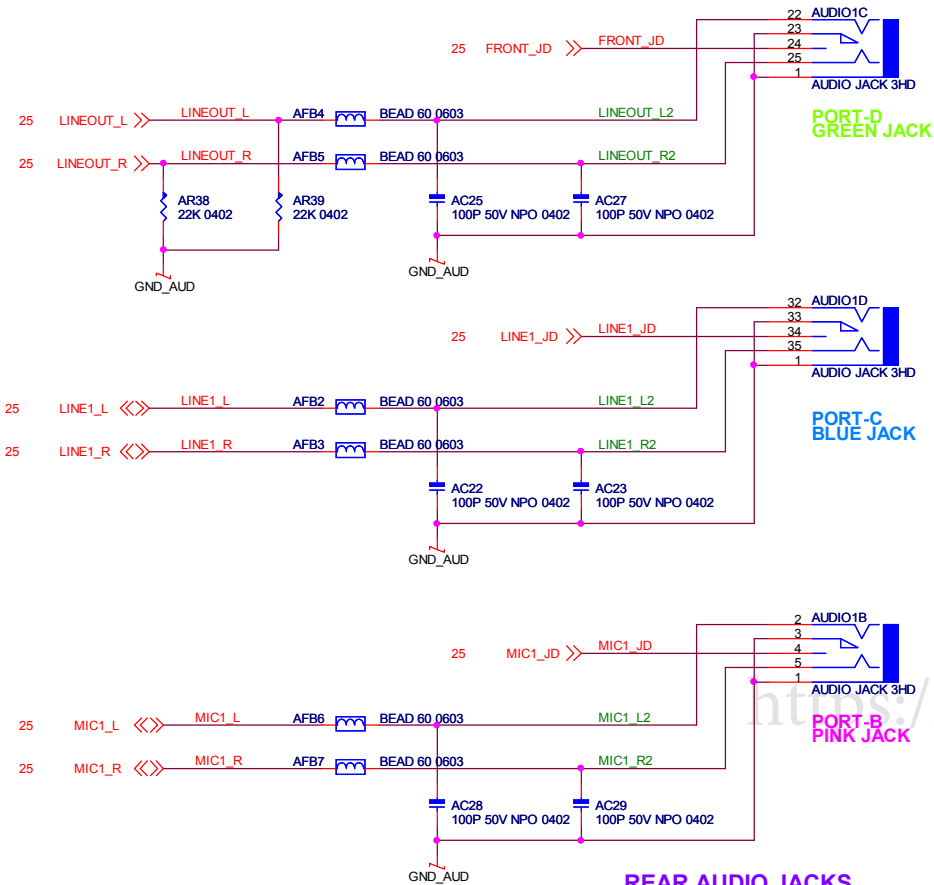 22 AUDIO1C
23
25 FRONT_JD FRONT_JD 24
25
1
AUDIO JACK 3HD
25 LINEOUT_L LINEOUT_L AFB4 BEAD 60 0603 LINEOUT_L2
PORT-D
GREEN JACK
25 LINEOUT_R LINEOUT_R AFB5 BEAD 60 0603 LINEOUT_R2
AR38
22K 0402
AR39
22K 0402
AC25
100P 50V NPO 0402
AC27
100P 50V NPO 0402
GND_AUD
GND_AUD
32 AUDIO1D
33
25 LINE1_JD LINE1_JD 34
35
1
AUDIO JACK 3HD
25 LINE1_L LINE1_L AFB2 BEAD 60 0603 LINE1_L2
PORT-C
BLUE JACK
25 LINE1_R LINE1_R AFB3 BEAD 60 0603 LINE1_R2
AC22
100P 50V NPO 0402
AC23
100P 50V NPO 0402
GND_AUD
2 AUDIO1B
3
25 MIC1_JD MIC1_JD 4
5
1
AUDIO JACK 3HD
https:/
25 MIC1_L MIC1_L AFB6 BEAD 60 0603 MIC1_L2
PORT-B
PINK JACK
25 MIC1_R MIC1_R AFB7 BEAD 60 0603 MIC1_R2
AC28
100P 50V NPO 0402
AC29
100P 50V NPO 0402
GND_AUD
REAR AUDIO JACKS